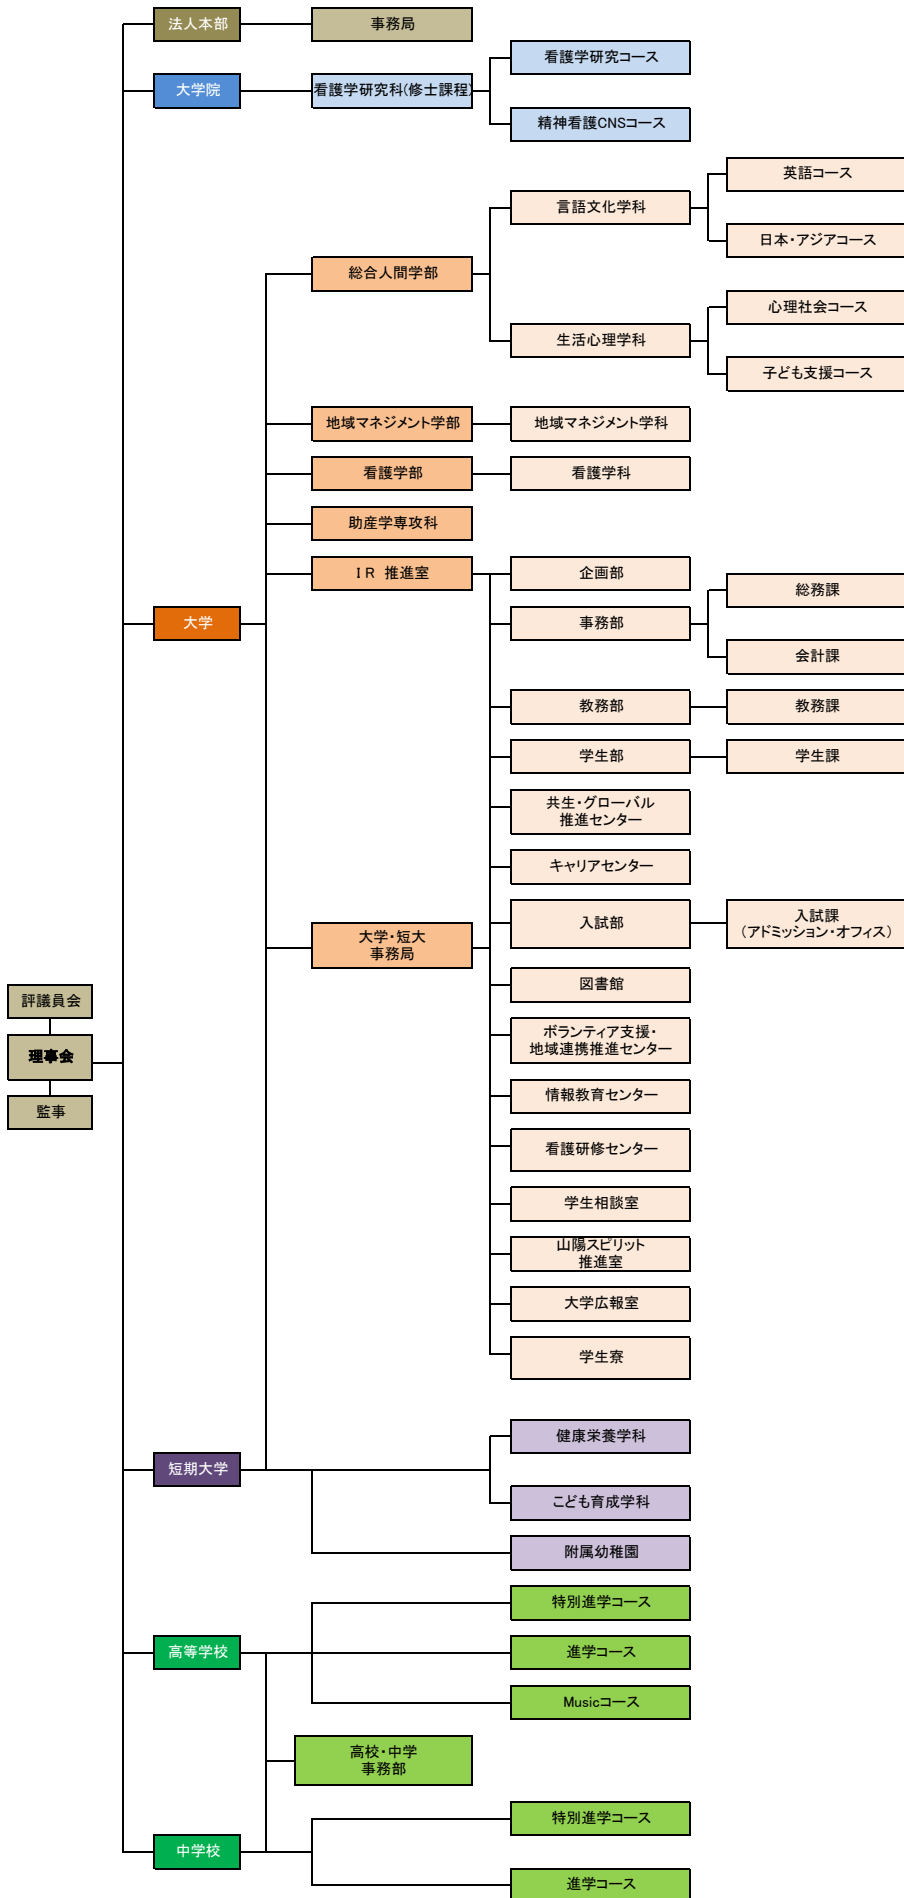 法人本部
事務局
大学院
看護学研究科(修士課程)
看護学研究コース
精神看護CNSコース
総合人間学部
言語文化学科
英語コース
日本・アジアコース
生活心理学科
心理社会コース
子ども支援コース
地域マネジメント学部
地域マネジメント学科
看護学部
看護学科
助産学専攻科
IR 推進室
企画部
大学
事務部
総務課
会計課
教務部
教務課
学生部
学生課
共生・グローバル
推進センター
キャリアセンター
大学・短大
事務局
入試部
入試課
(アドミッション・オフィス)
図書館
評議員会
理事会
監事
ボランティア支援・
地域連携推進センター
情報教育センター
看護研修センター
学生相談室
山陽スピリット
推進室
大学広報室
学生寮
短期大学
健康栄養学科
こども育成学科
附属幼稚園
高等学校
特別進学コース
進学コース
Musicコース
高校・中学
事務部
中学校
特別進学コース
進学コース